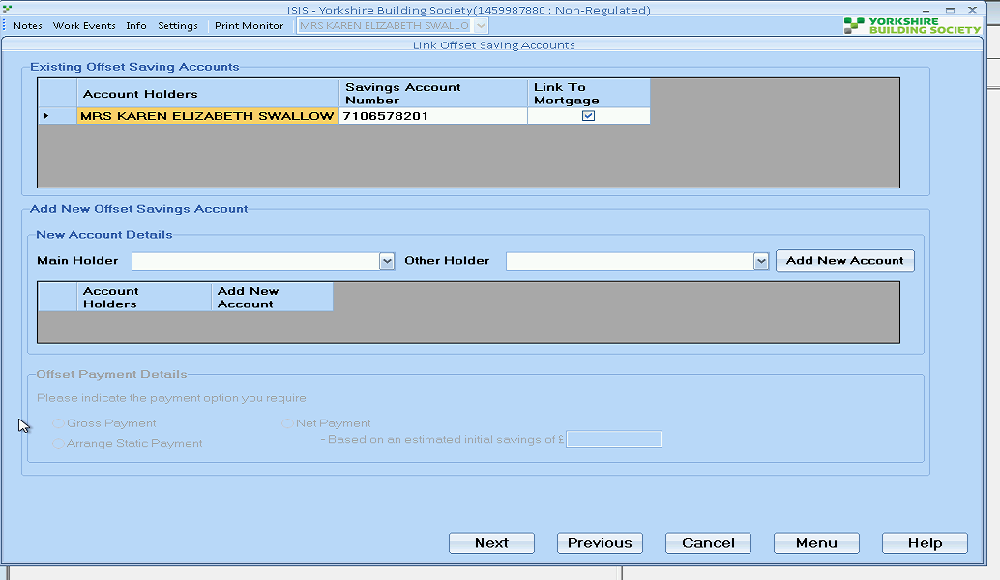 ISIS - Yorkshire Building Society(1459987880 : Non-Regulated)
Notes Work Events Info Settings Print Monitor MRS KAREN ELIZABETH SWALLO
YORKSHIRE
BUILDING SOCIETY
Link Offset Saving Accounts
Existing Offset Saving Accounts
Account Holders Savings Account Number Link To Mortgage
MRS KAREN ELIZABETH SWALLOW 7106578201
Add New Offset Savings Account
New Account Details
Main Holder Other Holder Add New Account
Account Holders Add New Account
Offset Payment Details
Please indicate the payment option you require
Gross Payment Net Payment
Arrange Static Payment - Based on an estimated initial savings of £
Next Previous Cancel Menu Help